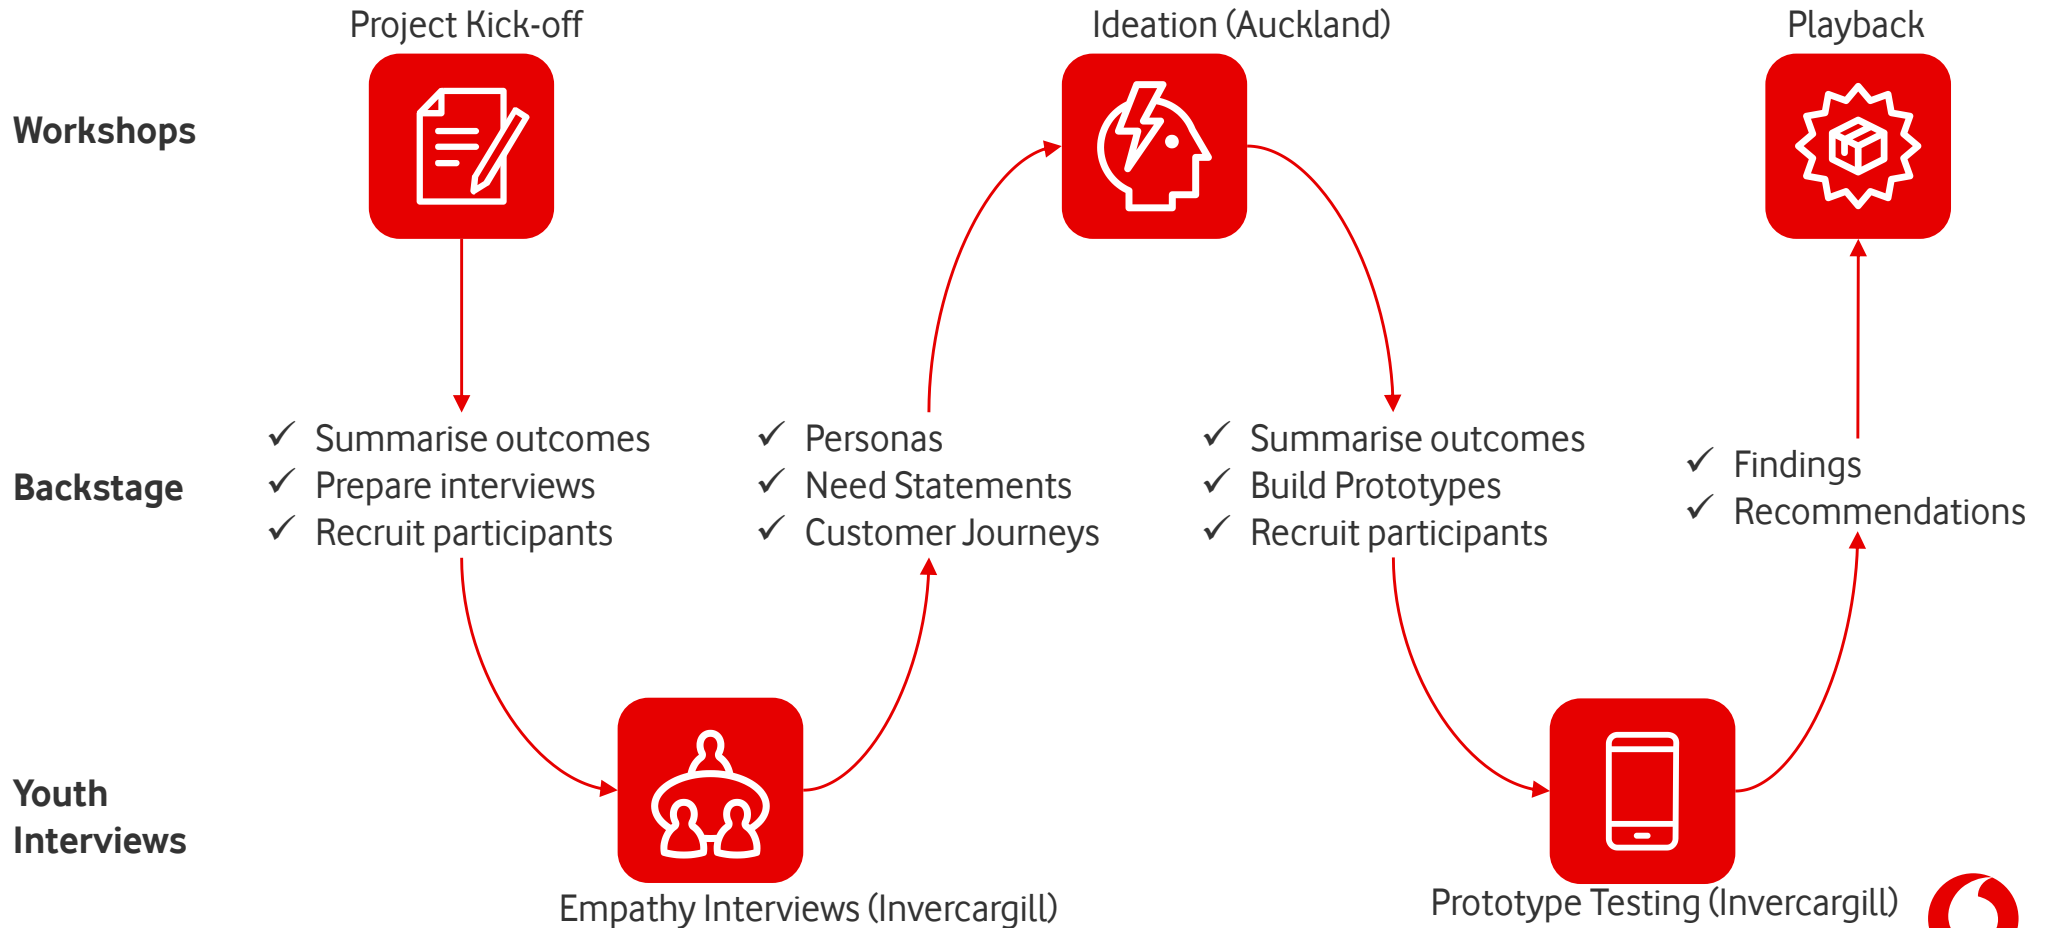 Project Kick-off
Ideation (Auckland)
Playback
Workshops
Backstage
✓ Summarise outcomes
✓ Prepare interviews
✓ Recruit participants
✓ Personas
✓ Need Statements
✓ Customer Journeys
✓ Summarise outcomes
✓ Build Prototypes
✓ Recruit participants
✓ Findings
✓ Recommendations
Youth
Interviews
Empathy Interviews (Invercargill)
Prototype Testing (Invercargill)